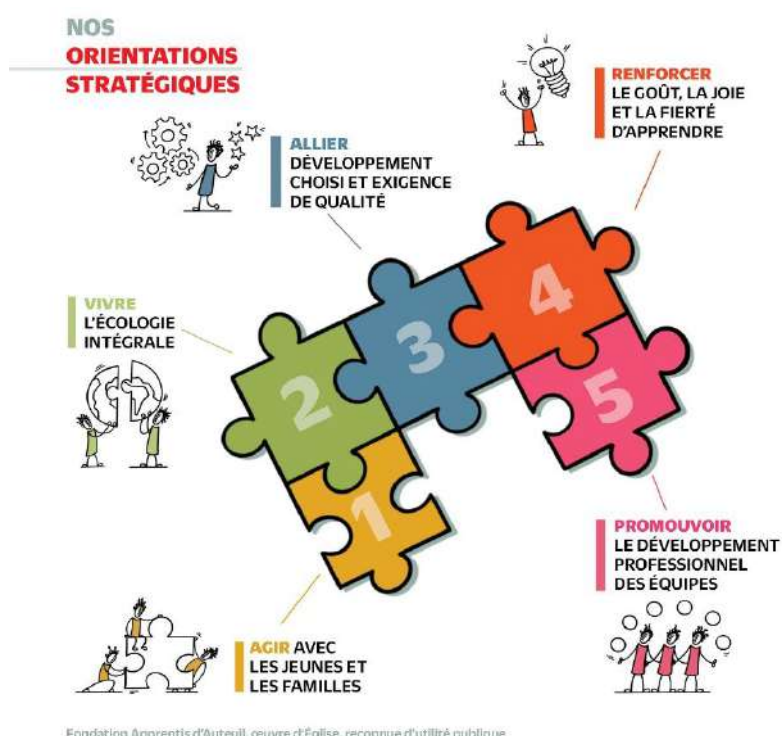 NOS
ORIENTATIONS
STRATÉGIQUES
RENFORCER
LE GOÛT, LA JOIE
ET LA FIERTÉ
D'APPRENDRE
ALLIER
DÉVELOPPEMENT
CHOISI ET EXIGENCE
DE QUALITÉ
VIVRE
L'ÉCOLOGIE
INTÉGRALE
4
3
2
5
1
PROMOUVOIR
LE DÉVELOPPEMENT
PROFESSIONNEL
DES ÉQUIPES
AGIR AVEC
LES JEUNES ET
LES FAMILLES
Fondation Apprentis d'Auteuil, œuvre d'Église, reconnue d'utilité publique